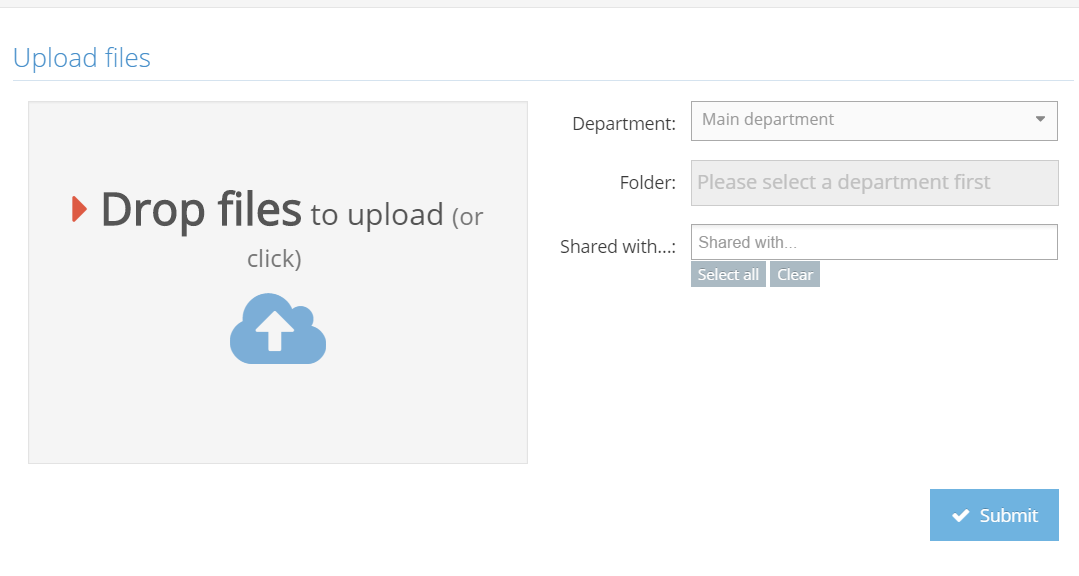 Upload files
Drop files to upload (or
click)
Department: Main department
Folder: Please select a department first
Shared with...: Shared with...
Select all Clear
Submit